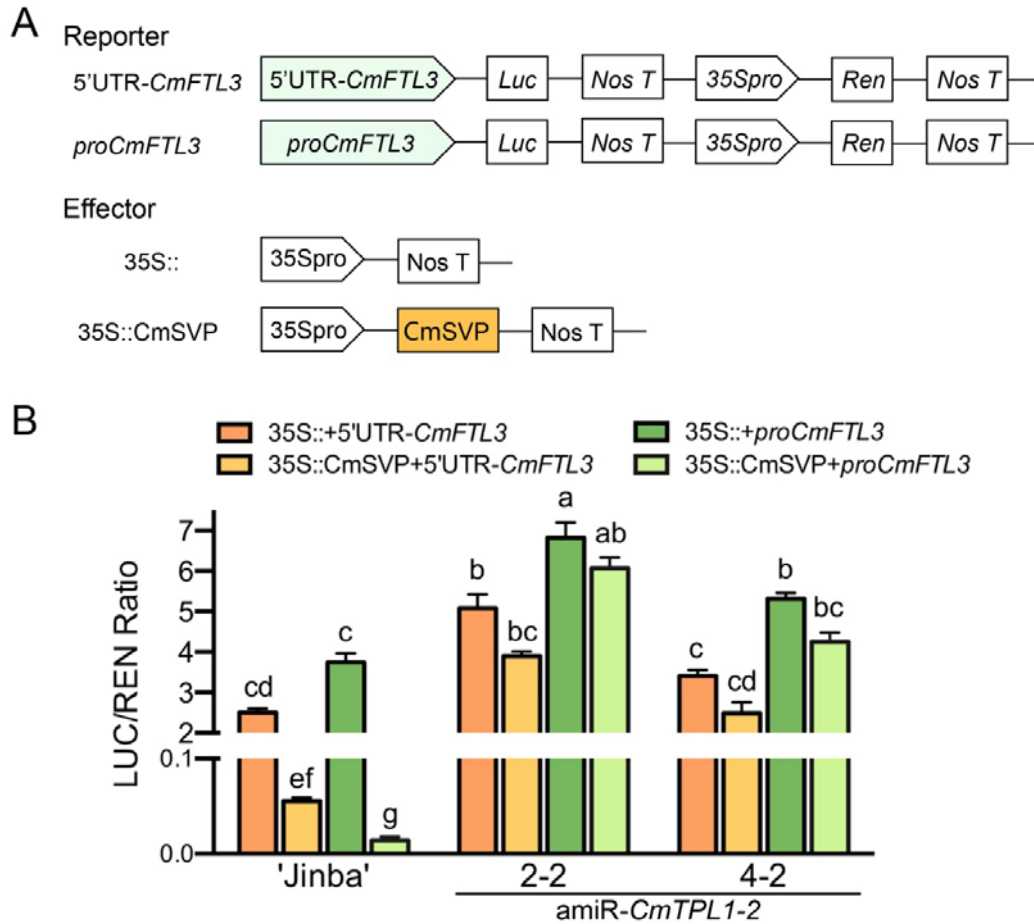 A
Reporter
5'UTR-CmFTL3 5'UTR-CmFTL3 Luc Nos T 35Spro Ren Nos T
proCmFTL3 proCmFTL3 Luc Nos T 35Spro Ren Nos T
Effector
35S:: 35Spro Nos T
35S::CmSVP 35Spro CmSVP Nos T
B
35S::+5'UTR-CmFTL3 35S::+proCmFTL3
35S::CmSVP+5'UTR-CmFTL3 35S::CmSVP+proCmFTL3
LUC/REN Ratio
7
6
5
4
3
2
0.1
0.0
cd ef c g
b bc a ab
c cd b bc
'Jinba' 2-2 4-2
amiR-CmTPL1-2